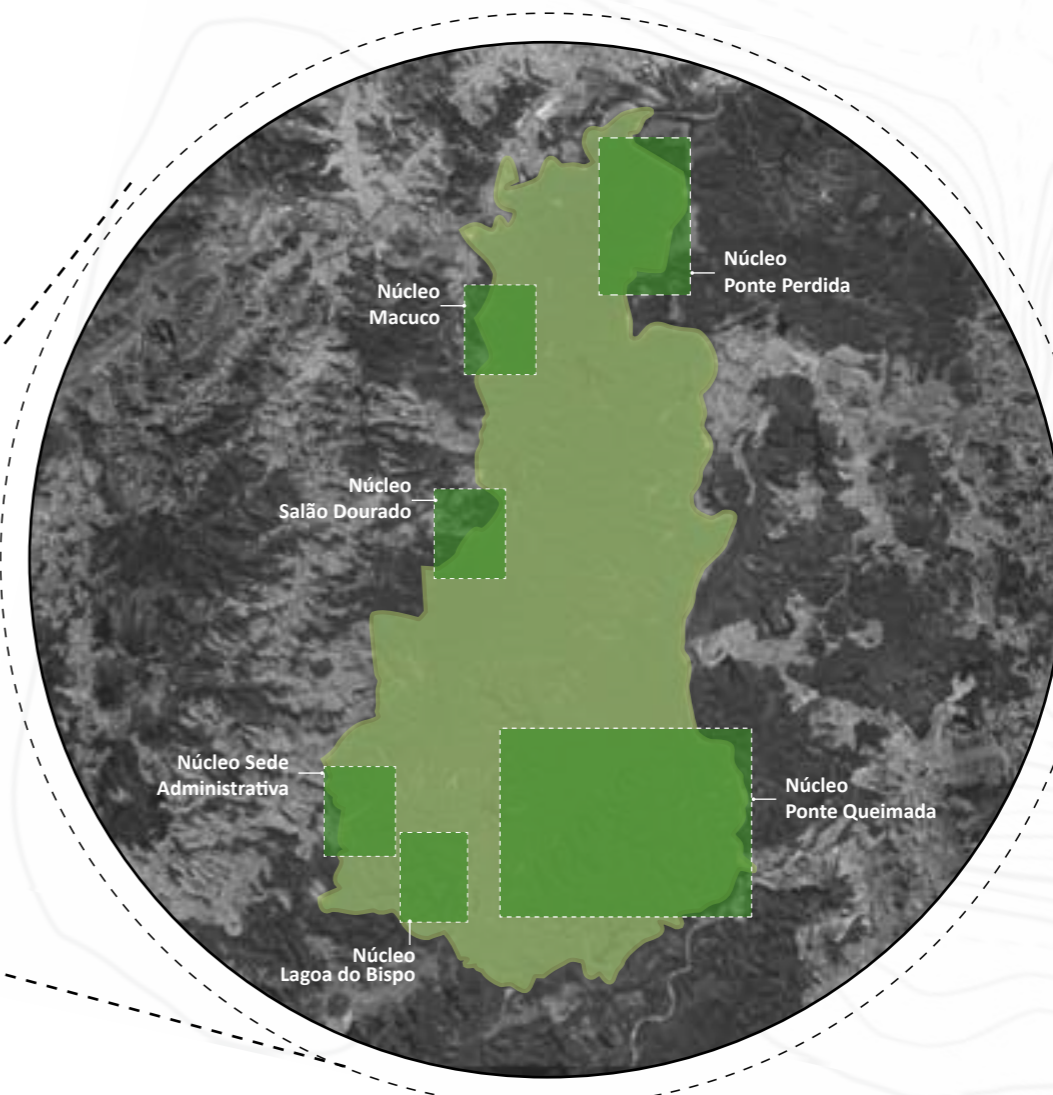 Núcleo
Ponte Perdida
Núcleo
Macuco
Núcleo
Salão Dourado
Núcleo Sede
Administrativa
Núcleo
Ponte Queimada
Núcleo
Lagoa do Bispo